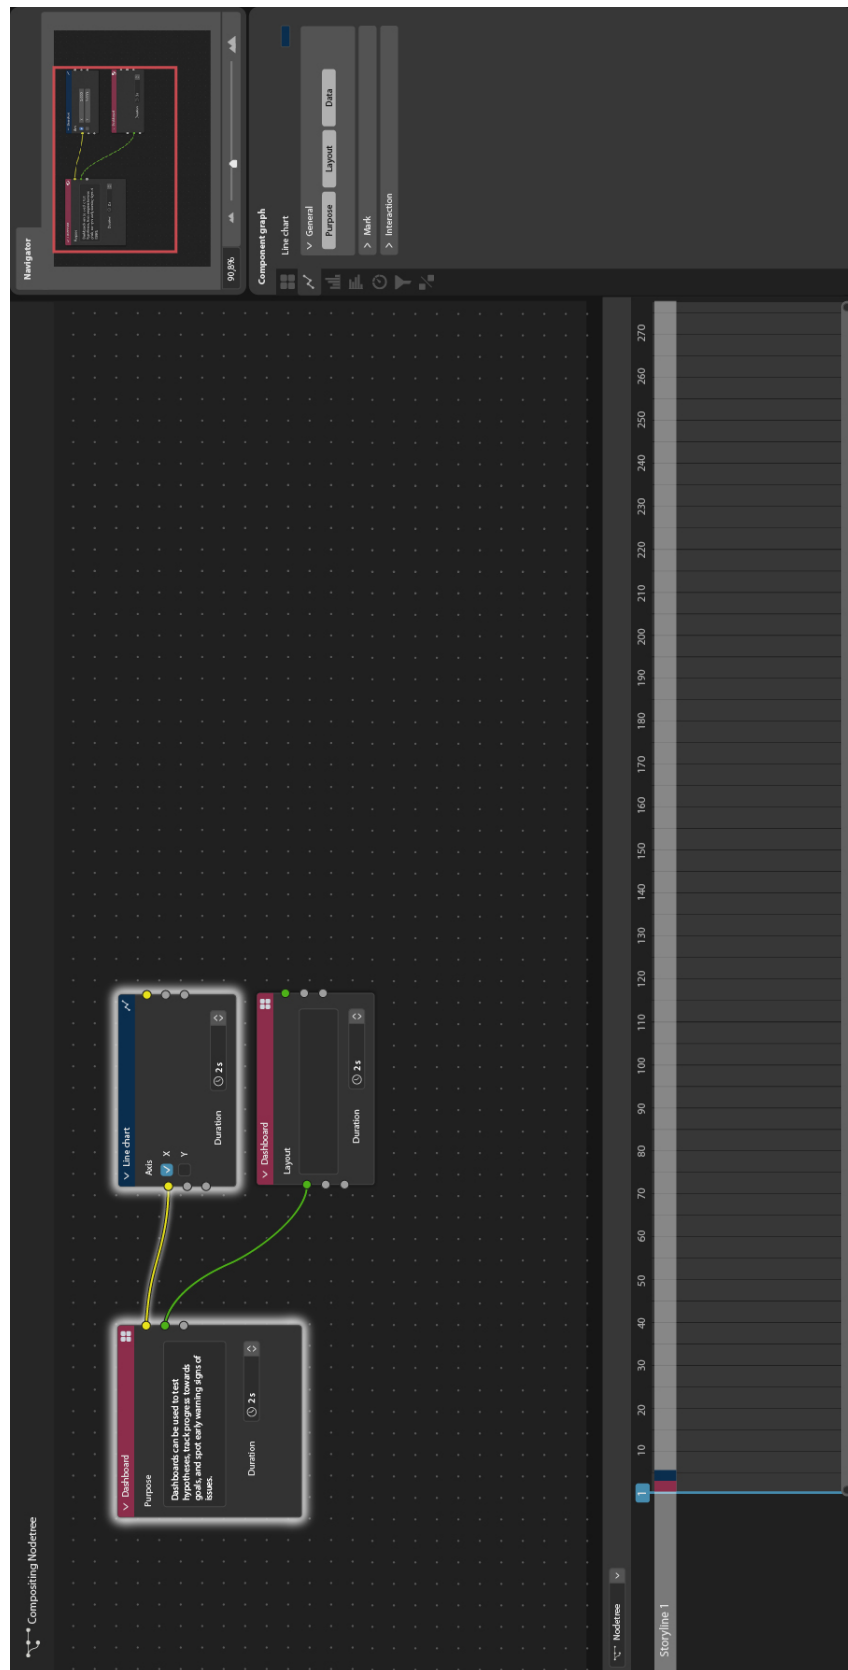 Compositing Nodetree
Dashboard
Purpose
Dashboards can be used to test
hypotheses, track progress towards
goals, and spot early warning signs of
issues.
Duration
2 s
Line chart
Axis
X
Y
Duration
2 s
Dashboard
Layout
Duration
2 s
Navigator
90,8%
Component graph
Line chart
General
Purpose
Layout
Data
Mark
Interaction
Nodetree
1
10
20
30
40
50
60
70
80
90
100
110
120
130
140
150
160
170
180
190
200
210
220
230
240
250
260
270
Storyline 1